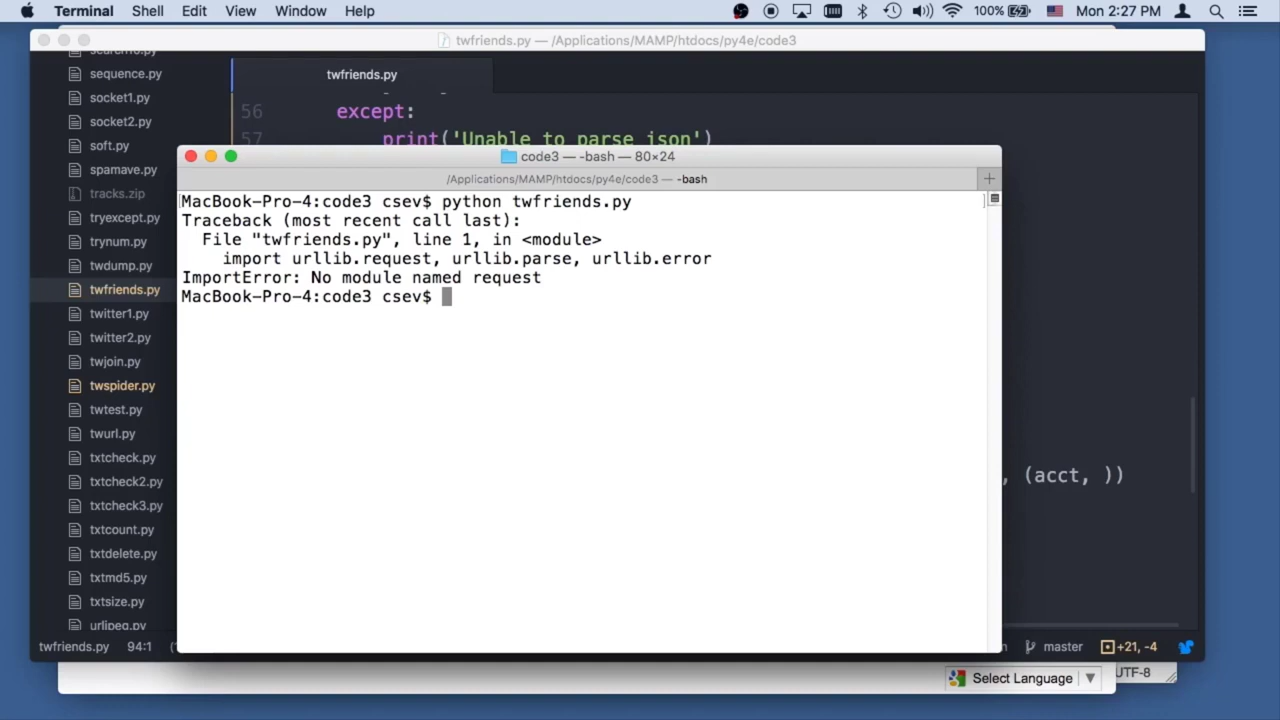 Terminal Shell Edit View Window Help 100% Mon 2:27 PM
twfriends.py — /Applications/MAMP/htdocs/py4e/code3
sequence.py
socket1.py
socket2.py
soft.py
spamave.py
tracks.zip
tryexcept.py
trynum.py
twdump.py
twfriends.py
twitter1.py
twitter2.py
twjoin.py
twspider.py
twtest.py
twurl.py
txtcheck.py
txtcheck2.py
txtcheck3.py
txtcount.py
txtdelete.py
txtmd5.py
txtsize.py
urljpeg.py
twfriends.py
56 except:
57 print('Unable to parse json')
code3 — -bash — 80×24
/Applications/MAMP/htdocs/py4e/code3 — -bash
MacBook-Pro-4:code3 csev$ python twfriends.py
Traceback (most recent call last):
File "twfriends.py", line 1, in <module>
import urllib.request, urllib.parse, urllib.error
ImportError: No module named request
MacBook-Pro-4:code3 csev$
, (acct, ))
twfriends.py 94:1 master +21, -4
Select Language ▼ UTF-8